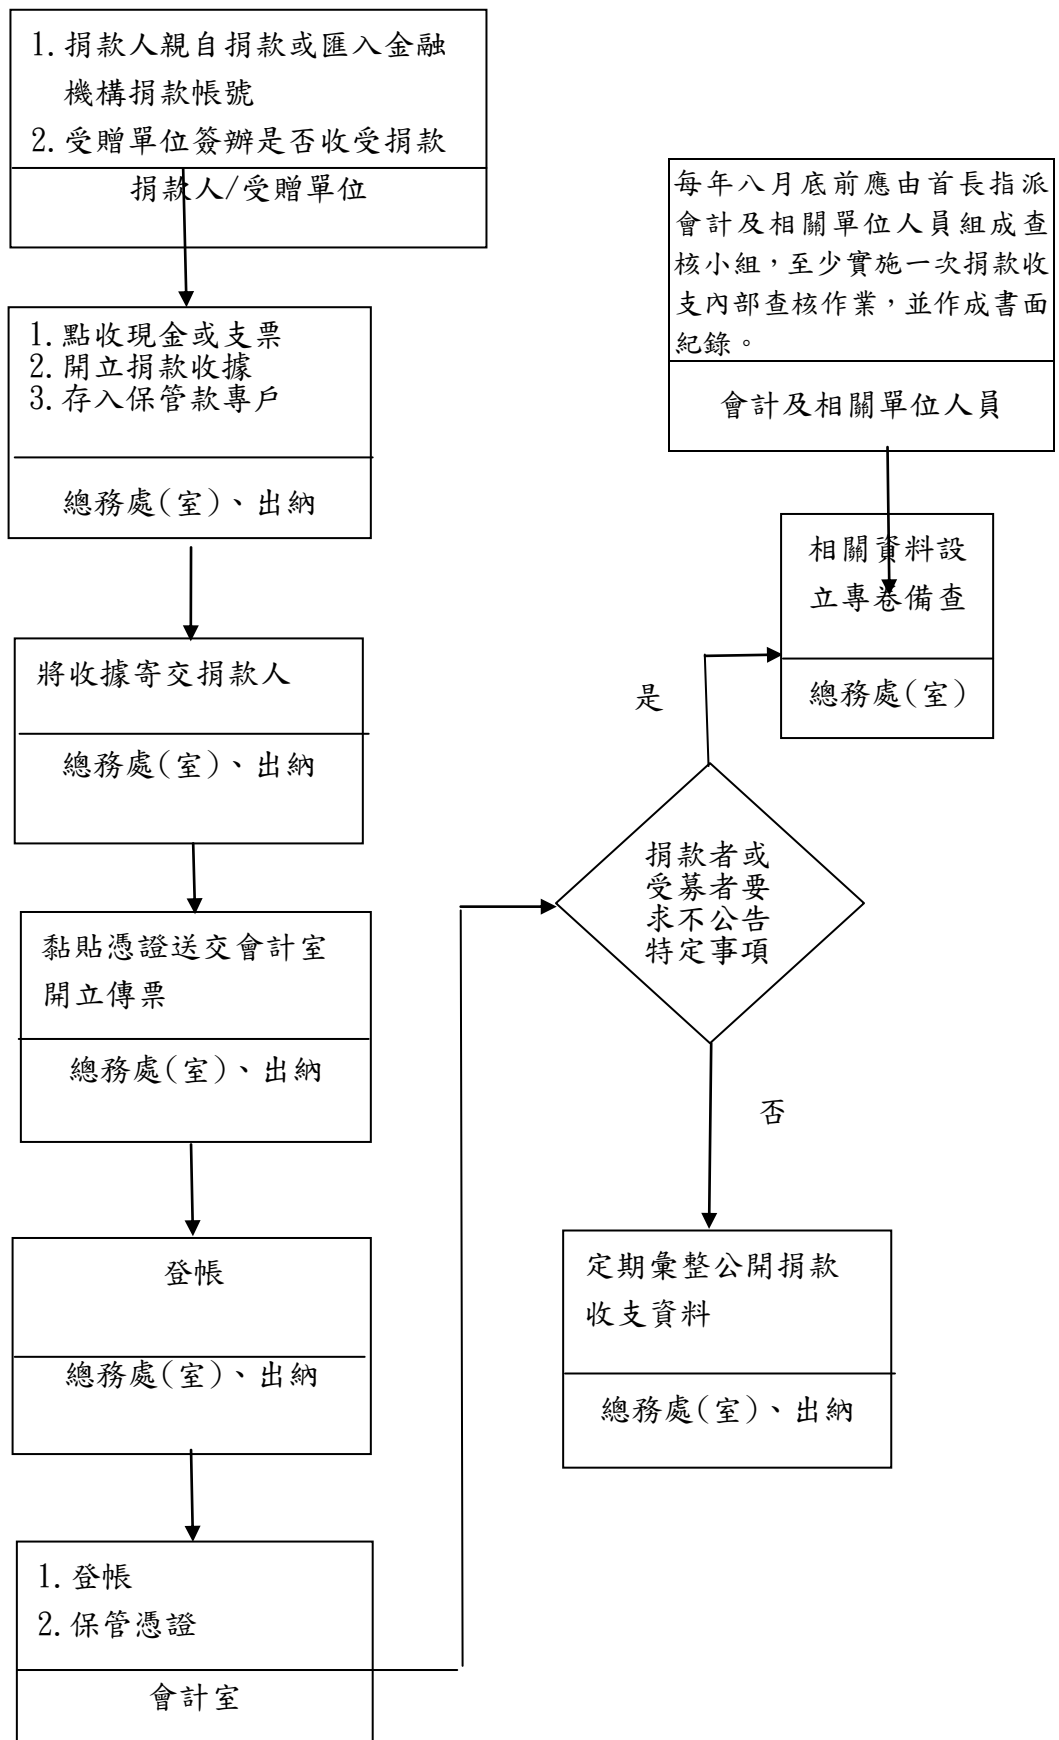 1.捐款人親自捐款或匯入金融
機構捐款帳號
2.受贈單位簽辦是否收受捐款
捐款人/受贈單位
1.點收現金或支票
2.開立捐款收據
3.存入保管款專戶
總務處(室)、出納
將收據寄交捐款人
總務處(室)、出納
黏貼憑證送交會計室
開立傳票
總務處(室)、出納
登帳
總務處(室)、出納
1.登帳
2.保管憑證
會計室
每年八月底前應由首長指派
會計及相關單位人員組成查
核小組，至少實施一次捐款收
支內部查核作業，並作成書面
紀錄。
會計及相關單位人員
相關資料設
立專卷備查
總務處(室)
是
捐款者或
受募者要
求不公告
特定事項
否
定期彙整公開捐款
收支資料
總務處(室)、出納